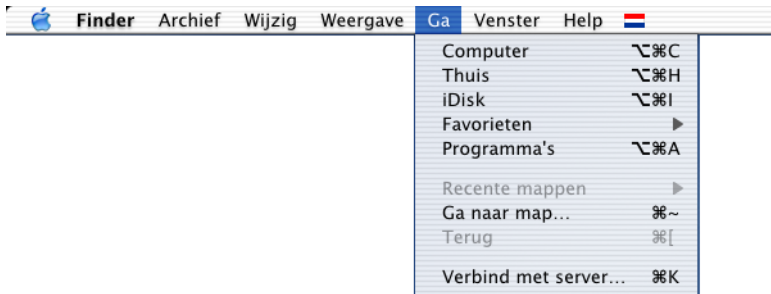 Finder Archief Wijzig Weergave Ga Venster Help
Computer ⌥⌘C
Thuis ⌥⌘H
iDisk ⌥⌘I
Favorieten ▶
Programma's ⌥⌘A
Recente mappen ▶
Ga naar map... ⌘~
Terug ⌘[
Verbind met server... ⌘K